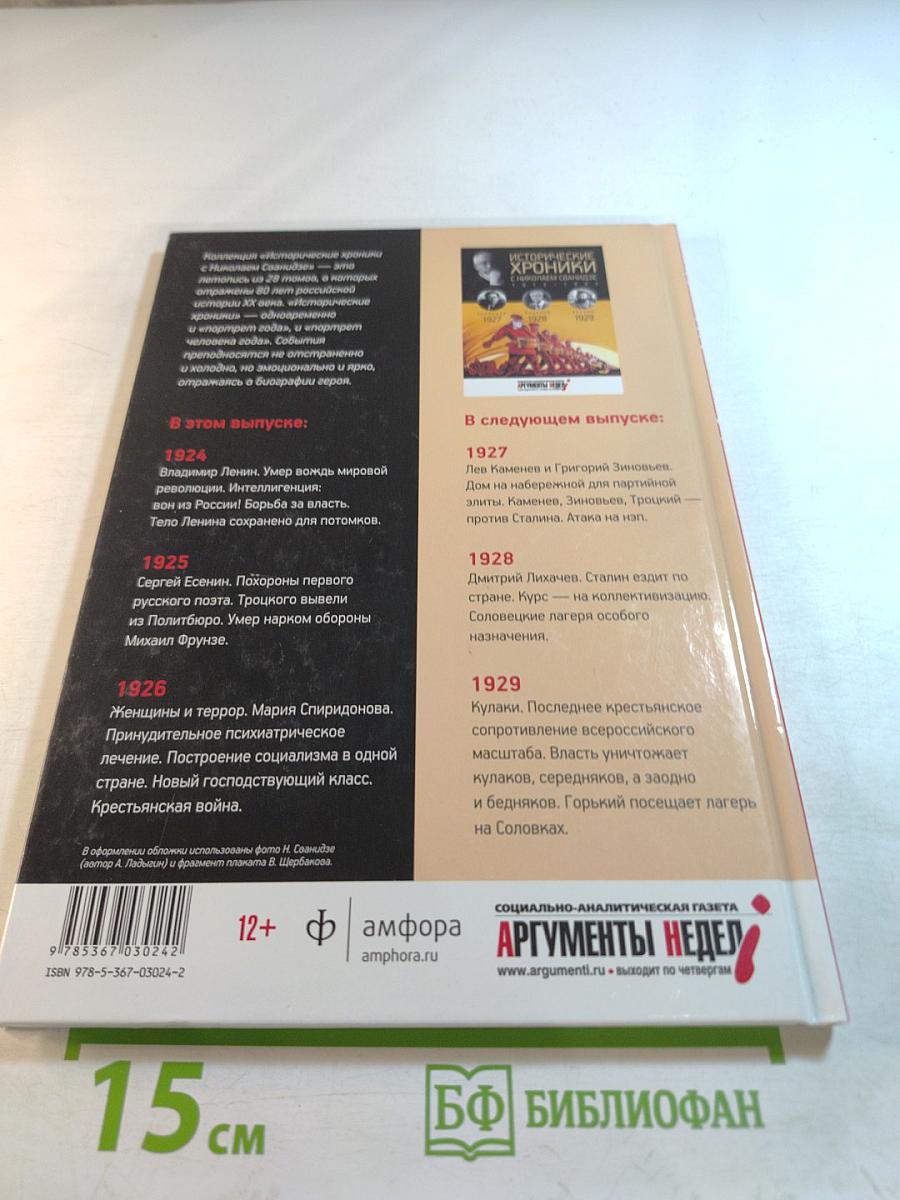 Коллекция «Исторические хроники
с Николаем Сванидзе» — это
летопись из 28 томов, в которых
отражены 80 лет российской
истории XX века. «Исторические
хроники» — одновременно
и «портрет года», и «портрет
человека года». События
преподносятся не отстраненно
и холодно, но эмоционально и ярко,
отражаясь в биографии героя.
В этом выпуске:
1924
Владимир Ленин. Умер вождь мировой
революции. Интеллигенция:
вон из России! Борьба за власть.
Тело Ленина сохранено для потомков.
1925
Сергей Есенин. Похороны первого
русского поэта. Троцкого вывели
из Политбюро. Умер нарком обороны
Михаил Фрунзе.
1926
Женщины и террор. Мария Спиридонова.
Принудительное психиатрическое
лечение. Построение социализма в одной
стране. Новый господствующий класс.
Крестьянская война.
В оформлении обложки использованы фото Н. Сванидзе
(автор А. Ладыгин) и фрагмент плаката В. Щербакова.
ИСТОРИЧЕСКИЕ
ХРОНИКИ
С НИКОЛАЕМ СВАНИДЗЕ
1927 1928 1929
АРГУМЕНТЫ НЕДЕЛИ
В следующем выпуске:
1927
Лев Каменев и Григорий Зиновьев.
Дом на набережной для партийной
элиты. Каменев, Зиновьев, Троцкий —
против Сталина. Атака на нэп.
1928
Дмитрий Лихачев. Сталин ездит по
стране. Курс — на коллективизацию.
Соловецкие лагеря особого
назначения.
1929
Кулаки. Последнее крестьянское
сопротивление всероссийского
масштаба. Власть уничтожает
кулаков, середняков, а заодно
и бедняков. Горький посещает лагерь
на Соловках.
9 785367 030242
ISBN 978-5-367-03024-2
12+
амфора
amphora.ru
СОЦИАЛЬНО-АНАЛИТИЧЕСКАЯ ГАЗЕТА
АРГУМЕНТЫ НЕДЕЛИ
www.argumenti.ru • выходит по четвергам
15 см
БФ БИБЛИОФАН